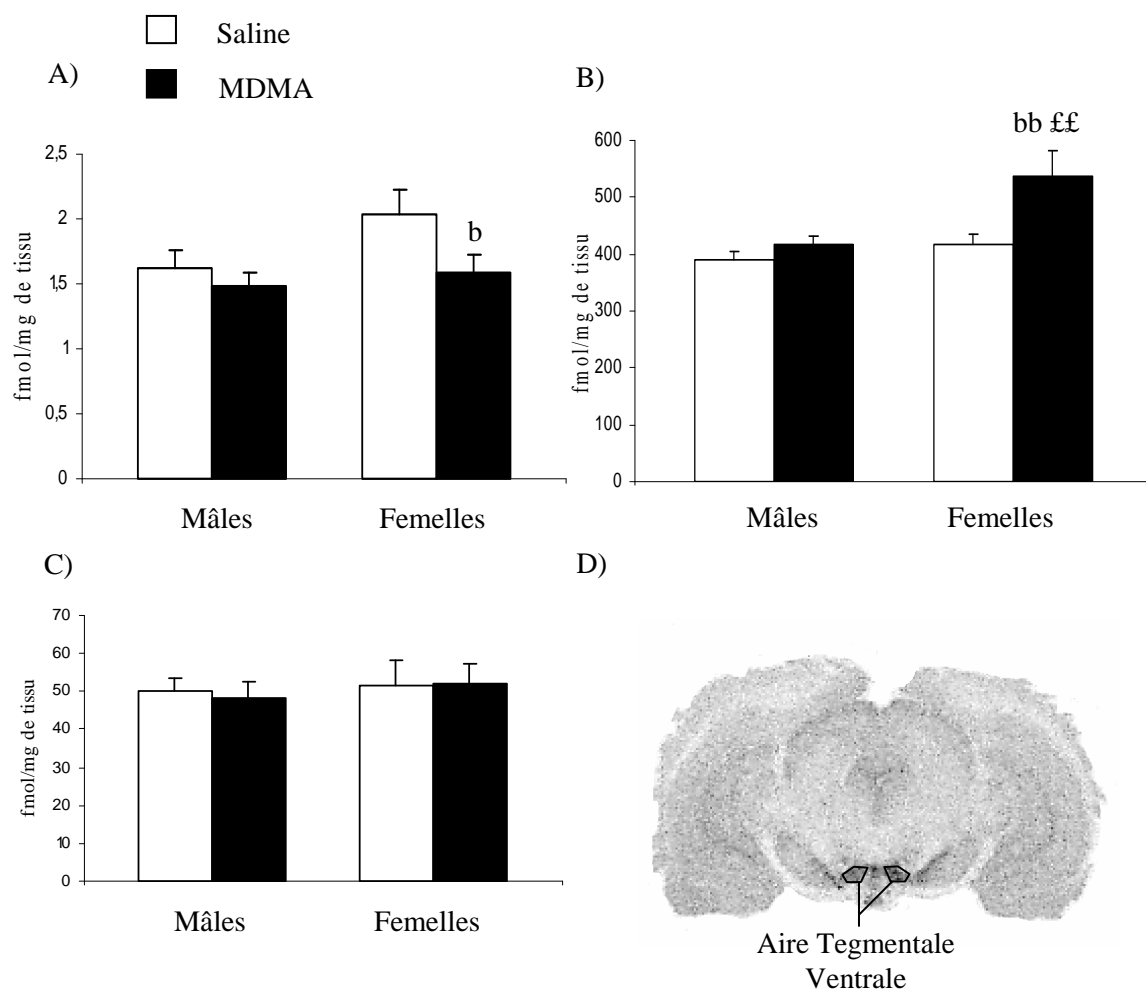 Saline
MDMA
A)
fmol/mg de tissu
2,5
2
1,5
1
0,5
0
b
Mâles
Femelles
B)
fmol/mg de tissu
600
500
400
300
200
100
0
bb ££
Mâles
Femelles
C)
fmol/mg de tissu
70
60
50
40
30
20
10
0
Mâles
Femelles
D)
Aire Tegmentale
Ventrale